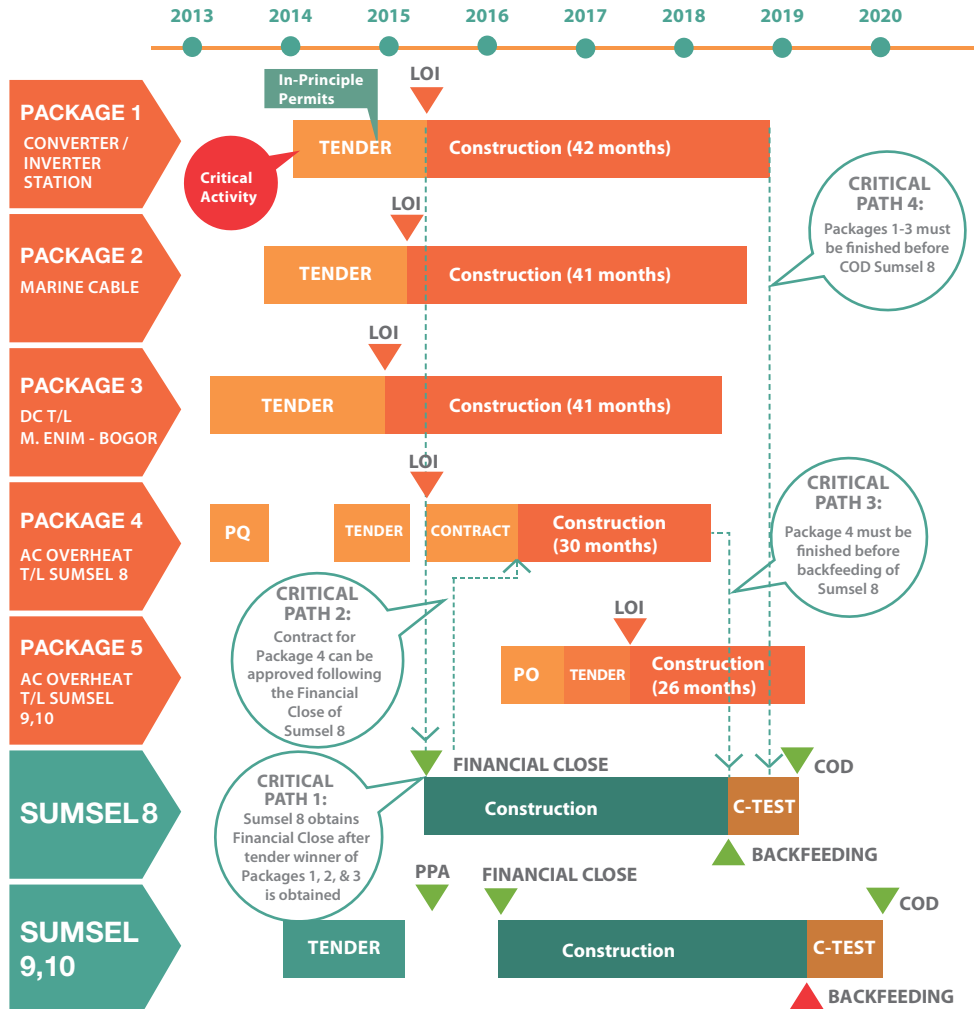 2013 2014 2015 2016 2017 2018 2019 2020
PACKAGE 1
CONVERTER /
INVERTER
STATION
In-Principle
Permits
Critical
Activity
LOI
TENDER
Construction (42 months)
CRITICAL
PATH 4:
Packages 1-3 must
be finished before
COD Sumsel 8
PACKAGE 2
MARINE CABLE
LOI
TENDER
Construction (41 months)
PACKAGE 3
DC T/L
M. ENIM - BOGOR
LOI
TENDER
Construction (41 months)
PACKAGE 4
AC OVERHEAT
T/L SUMSEL 8
LOI
PQ
TENDER
CONTRACT
Construction
(30 months)
CRITICAL
PATH 3:
Package 4 must be
finished before
backfeeding of
Sumsel 8
CRITICAL
PATH 2:
Contract for
Package 4 can be
approved following
the Financial
Close of
Sumsel 8
PACKAGE 5
AC OVERHEAT
T/L SUMSEL
9,10
LOI
PO
TENDER
Construction
(26 months)
SUMSEL 8
CRITICAL
PATH 1:
Sumsel 8 obtains
Financial Close after
tender winner of
Packages 1, 2, & 3
is obtained
FINANCIAL CLOSE
COD
Construction
C-TEST
BACKFEEDING
SUMSEL
9,10
PPA
FINANCIAL CLOSE
COD
TENDER
Construction
C-TEST
BACKFEEDING